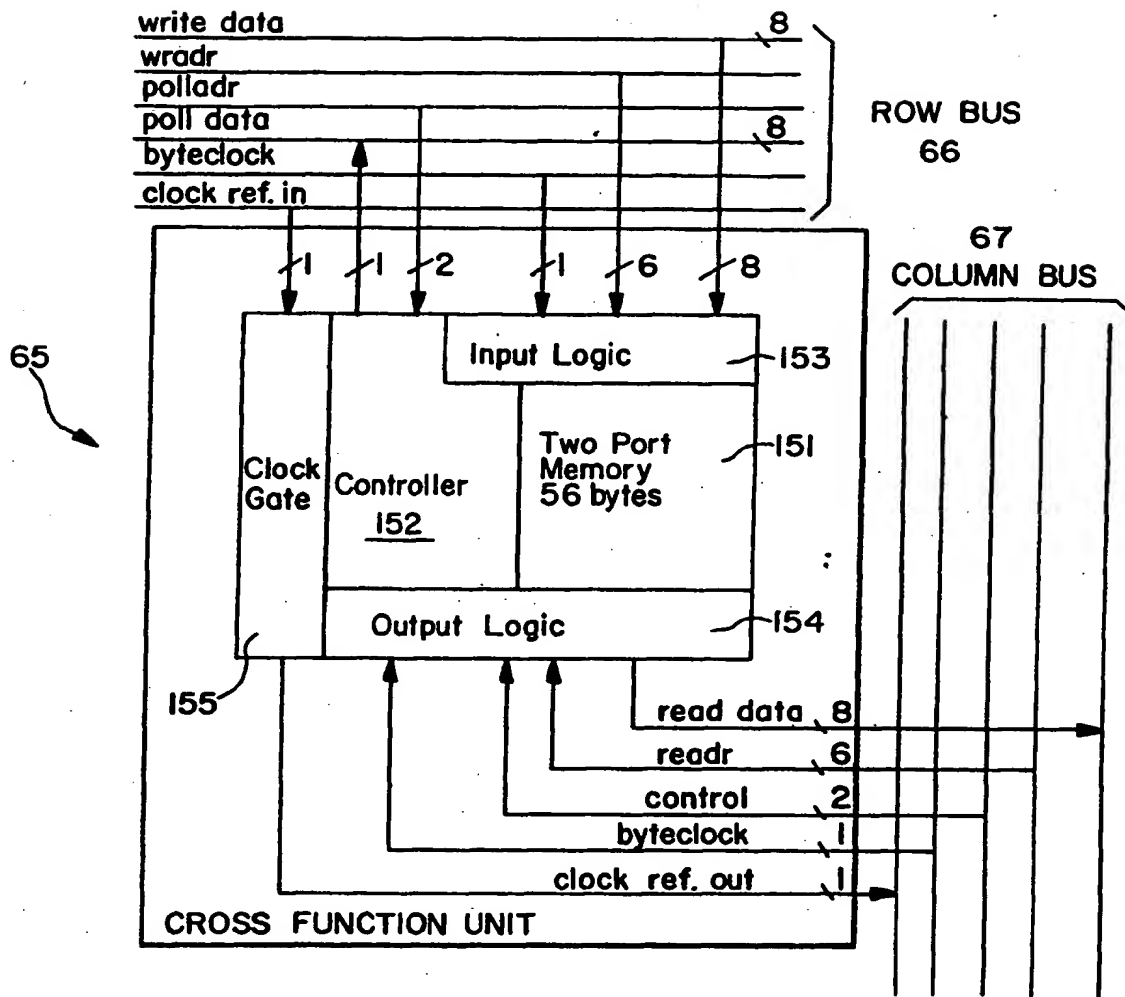 write data 8
wradr
polladr
poll data 8
byteclock
clock ref. in
ROW BUS
66
67
COLUMN BUS
1 1 2 1 6 8
65
Input Logic
153
Clock
Gate
Controller
152
Two Port
Memory
56 bytes
151
Output Logic
154
155
read data 8
readr 6
control 2
byteclock 1
clock ref. out 1
CROSS FUNCTION UNIT